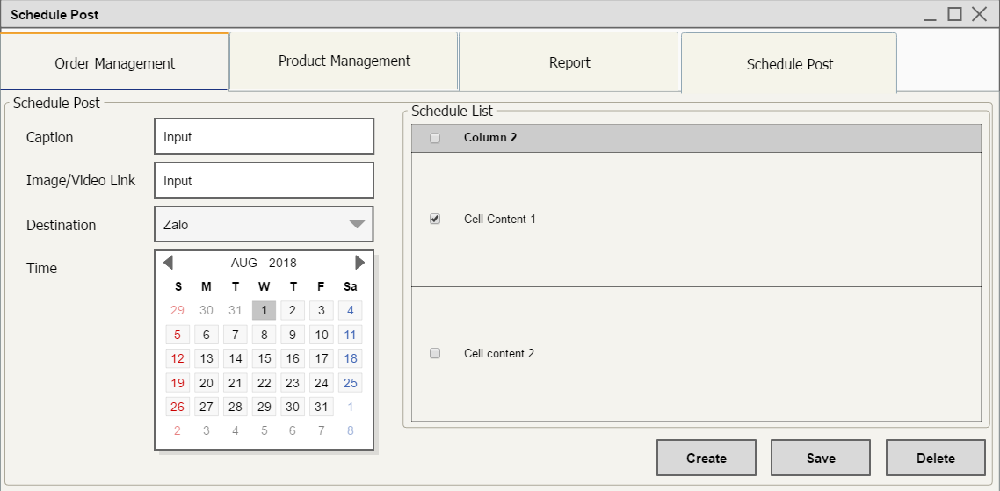 Schedule Post
Order Management Product Management Report Schedule Post
Schedule Post
Caption Input
Image/Video Link Input
Destination Zalo
Time
AUG - 2018
S M T W T F Sa
29 30 31 1 2 3 4
5 6 7 8 9 10 11
12 13 14 15 16 17 18
19 20 21 22 23 24 25
26 27 28 29 30 31 1
2 3 4 5 6 7 8
Schedule List
Column 2
Cell Content 1
Cell content 2
Create Save Delete